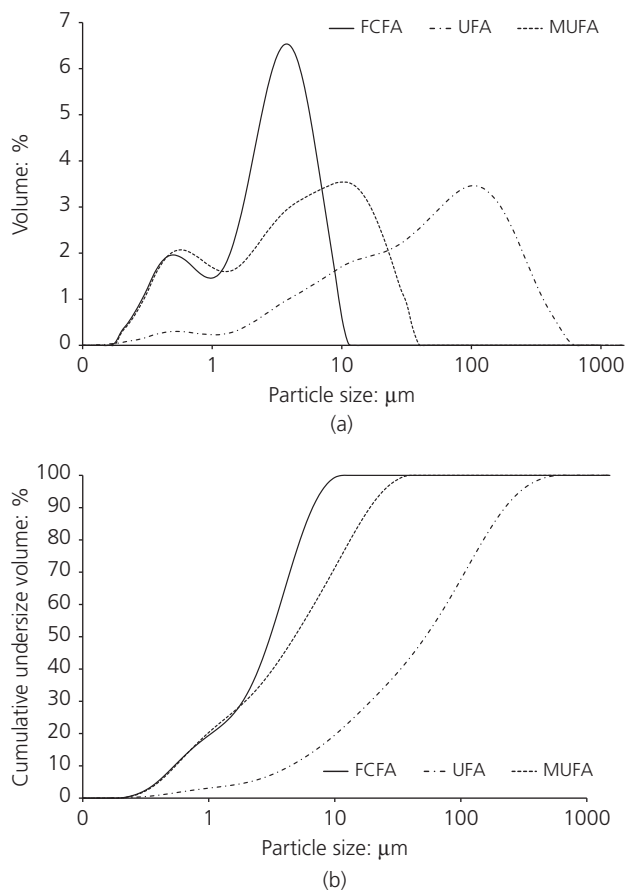 7
FCFA UFA MUFA
6
5
4
3
2
1
0
Volume: %
0 1 10 100 1000 1500
Particle size: μm
(a)
100
90
80
70
60
50
40
30
20
10
0
Cumulative undersize volume: %
FCFA UFA MUFA
0 1 10 100 1000
Particle size: μm
(b)